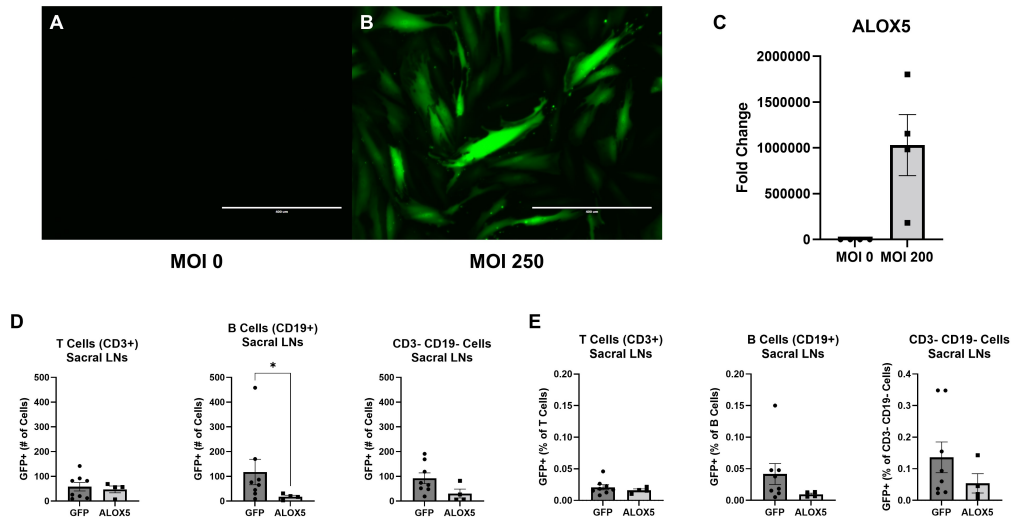 A
B
MOI 0
MOI 250
C
ALOX5
Fold Change
2000000
1500000
1000000
500000
0
MOI 0 MOI 200
D
T Cells (CD3+)
Sacral LNs
GFP+ (# of Cells)
500
400
300
200
100
0
GFP ALOX5
B Cells (CD19+)
Sacral LNs
*
GFP+ (# of Cells)
500
400
300
200
100
0
GFP ALOX5
CD3- CD19- Cells
Sacral LNs
GFP+ (# of Cells)
500
400
300
200
100
0
GFP ALOX5
E
T Cells (CD3+)
Sacral LNs
GFP+ (% of T Cells)
0.20
0.15
0.10
0.05
0.00
GFP ALOX5
B Cells (CD19+)
Sacral LNs
GFP+ (% of B Cells)
0.20
0.15
0.10
0.05
0.00
GFP ALOX5
CD3- CD19- Cells
Sacral LNs
GFP+ (% of CD3- CD19- Cells)
0.4
0.3
0.2
0.1
0.0
GFP ALOX5